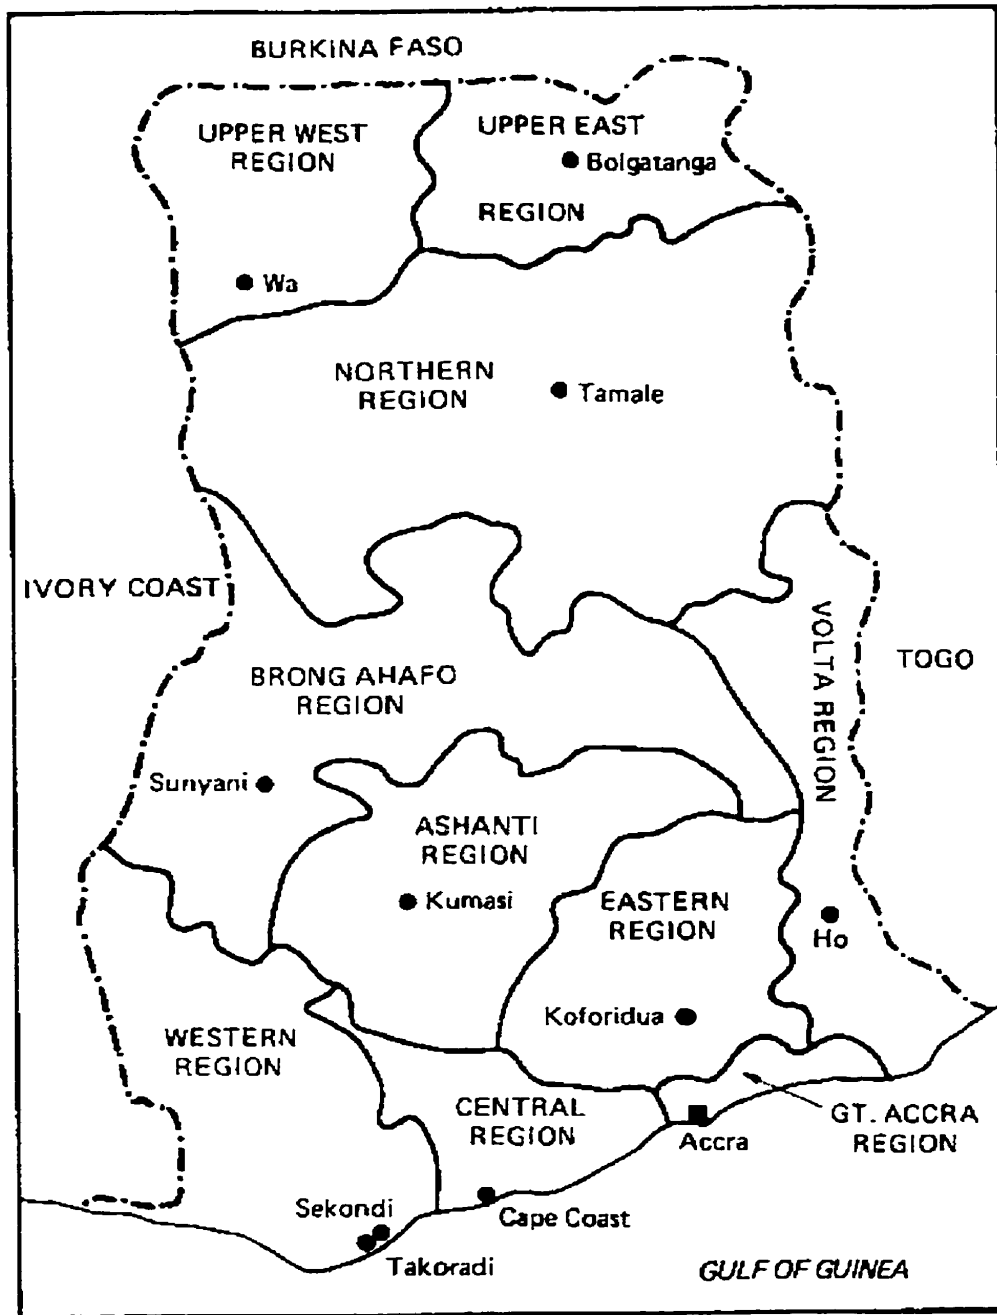 BURKINA FASO
UPPER WEST
REGION
UPPER EAST
Bolgatanga
REGION
Wa
NORTHERN
REGION
Tamale
IVORY COAST
VOLTA REGION
TOGO
BRONG AHAFO
REGION
Sunyani
ASHANTI
REGION
Kumasi
EASTERN
REGION
Ho
Koforidua
WESTERN
REGION
CENTRAL
REGION
Accra
GT. ACCRA
REGION
Sekondi
Takoradi
Cape Coast
GULF OF GUINEA